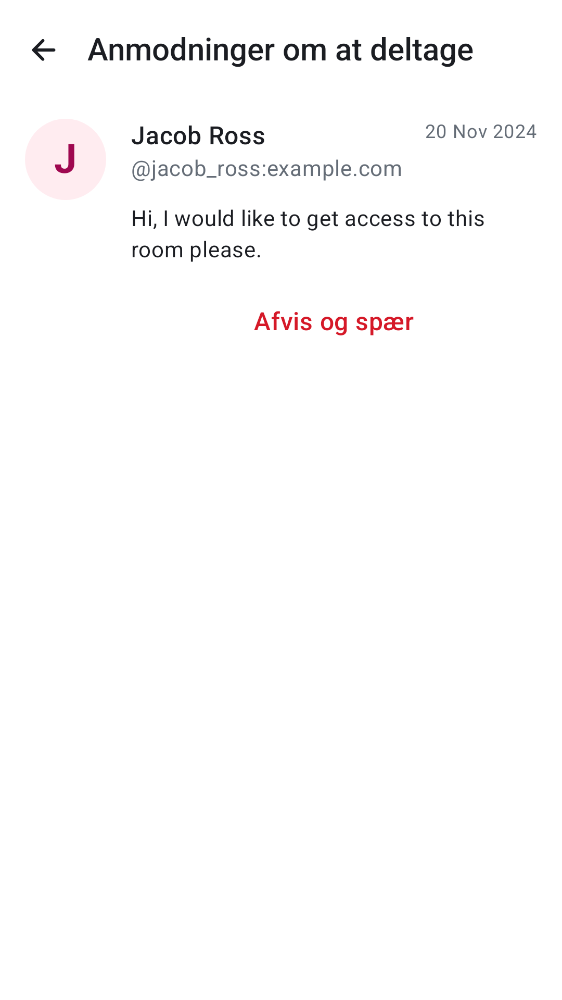 Anmodninger om at deltage
J
Jacob Ross
20 Nov 2024
@jacob_ross:example.com
Hi, I would like to get access to this
room please.
Afvis og spær